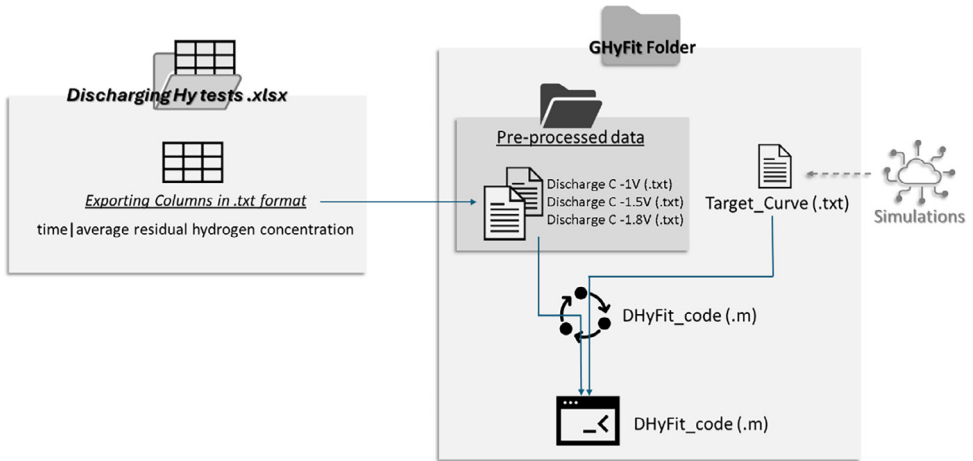 Discharging Hy tests .xlsx
Exporting Columns in .txt format
time|average residual hydrogen concentration
GHyFit Folder
Pre-processed data
Discharge C -1V (.txt)
Discharge C -1.5V (.txt)
Discharge C -1.8V (.txt)
Target_Curve (.txt)
Simulations
DHyFit_code (.m)
DHyFit_code (.m)